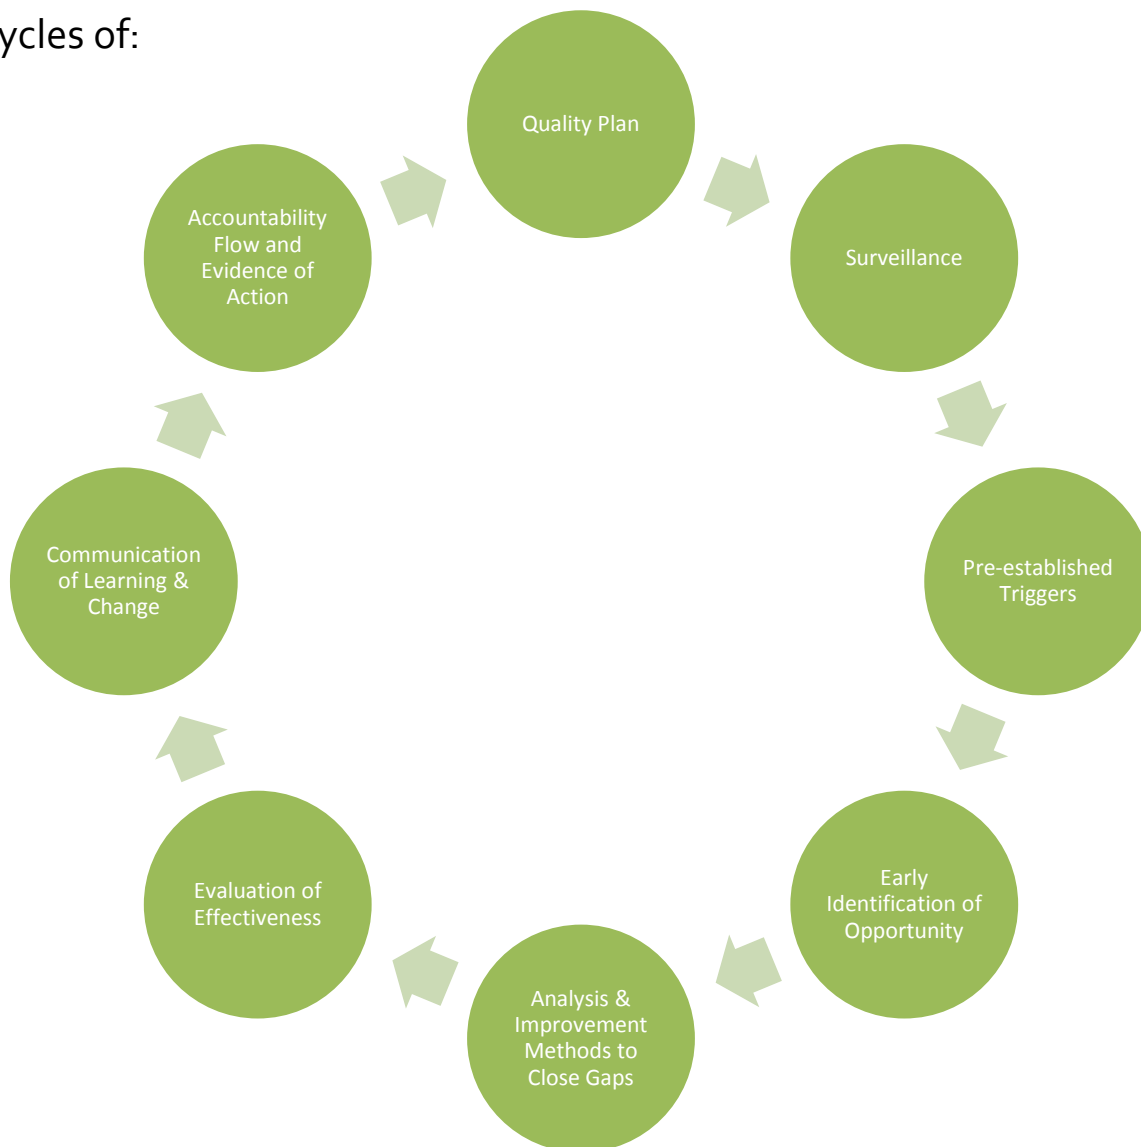 ycles of:
Quality Plan
Surveillance
Pre-established
Triggers
Early
Identification of
Opportunity
Analysis &
Improvement
Methods to
Close Gaps
Evaluation of
Effectiveness
Communication
of Learning &
Change
Accountability
Flow and
Evidence of
Action